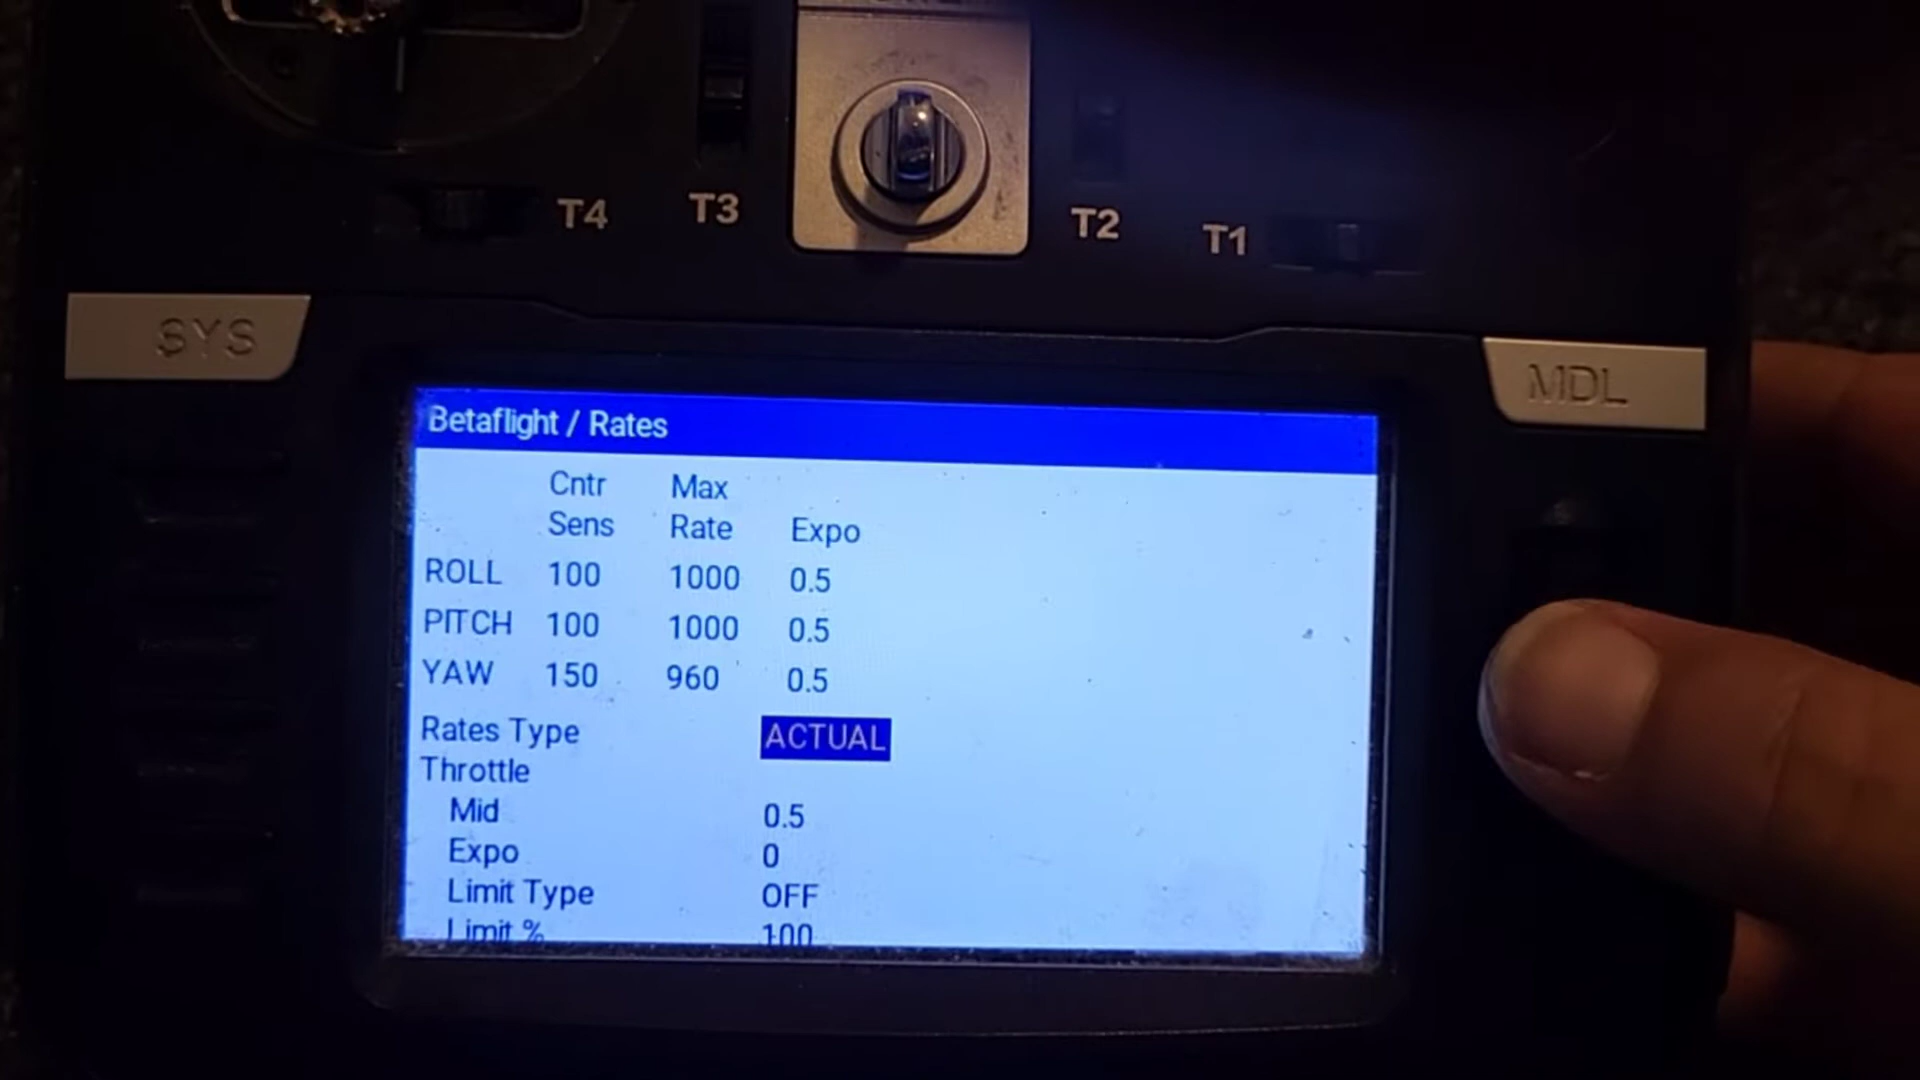 T4 T3 T2 T1
SYS
MDL
Betaflight / Rates
Cntr Max
Sens Rate Expo
ROLL 100 1000 0.5
PITCH 100 1000 0.5
YAW 150 960 0.5
Rates Type ACTUAL
Throttle
Mid 0.5
Expo 0
Limit Type OFF
Limit % 100